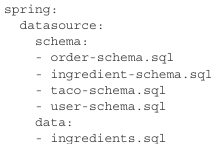 spring:
  datasource:
    schema:
    - order-schema.sql
    - ingredient-schema.sql
    - taco-schema.sql
    - user-schema.sql
    data:
    - ingredients.sql